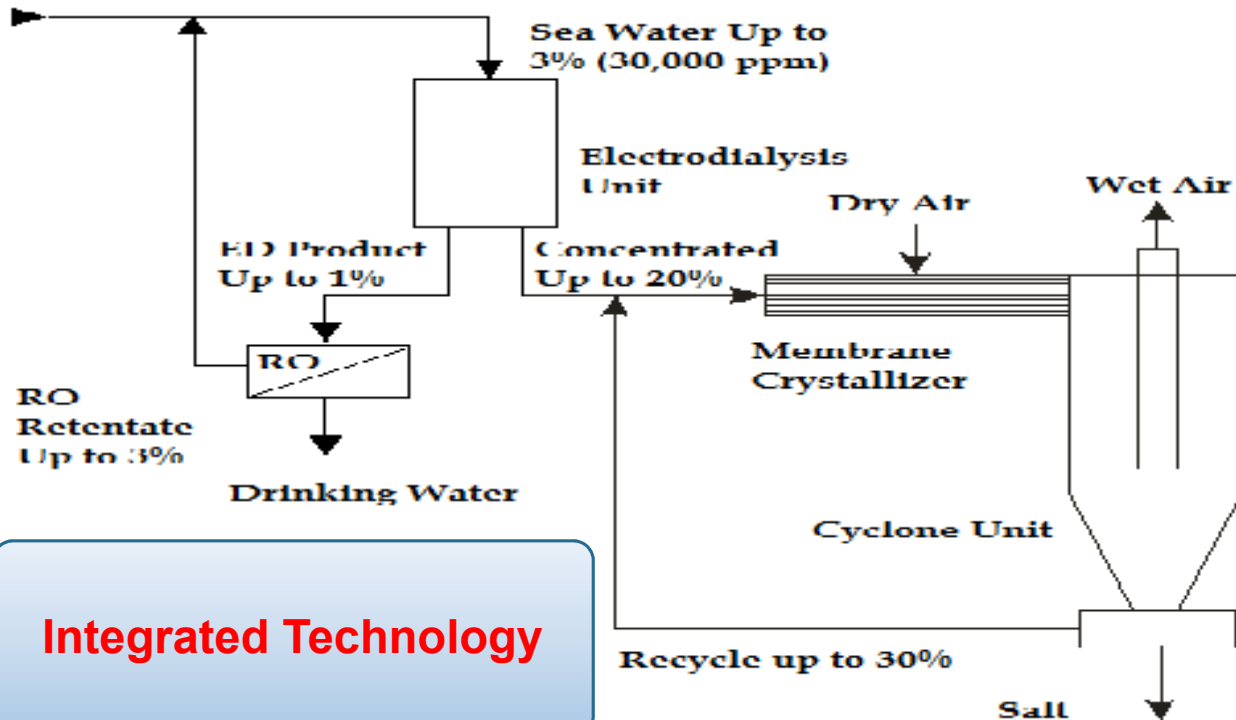 Sea Water Up to
3% (30,000 ppm)
Electrodialysis
Unit
Wet Air
Dry Air
ED Product
Up to 1%
Concentrated
Up to 20%
RO
Membrane
Crystallizer
RO
Retentate
Up to 3%
Drinking Water
Cyclone Unit
Integrated Technology
Recycle up to 30%
Salt